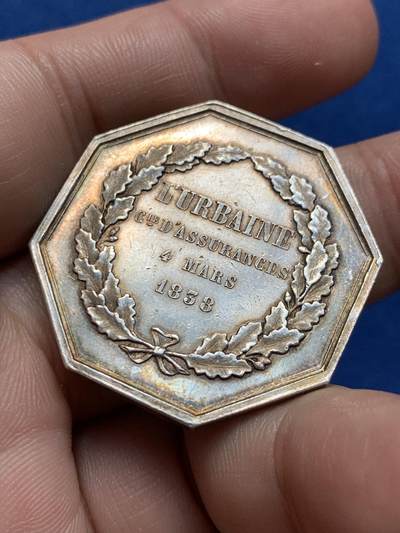 L'URBAINE
CIE D'ASSURANCES
4 MARS
1838